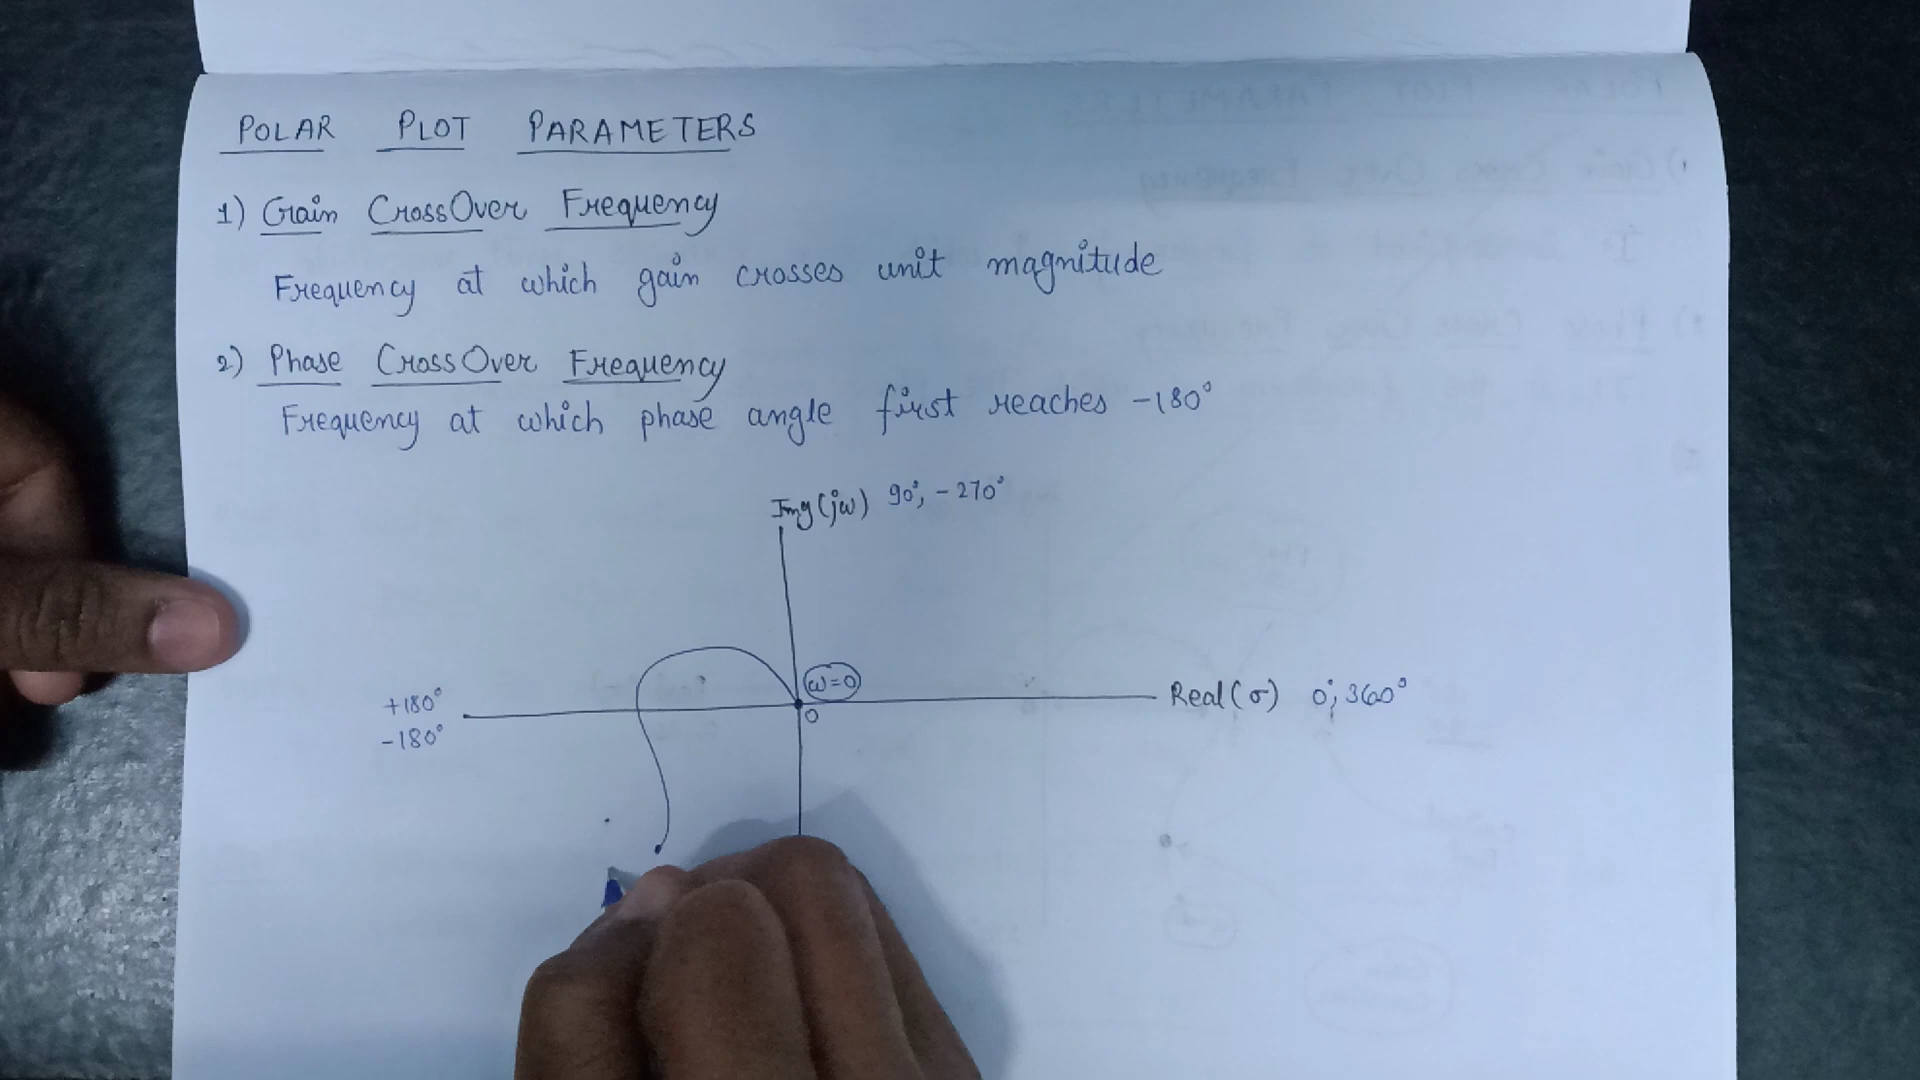 POLAR PLOT PARAMETERS
1) Gain CrossOver Frequency
Frequency at which gain crosses unit magnitude
2) Phase CrossOver Frequency
Frequency at which phase angle first reaches -180°
Img(jω) 90°, -270°
ω=0
+180°
-180°
0
Real(σ) 0°, 360°